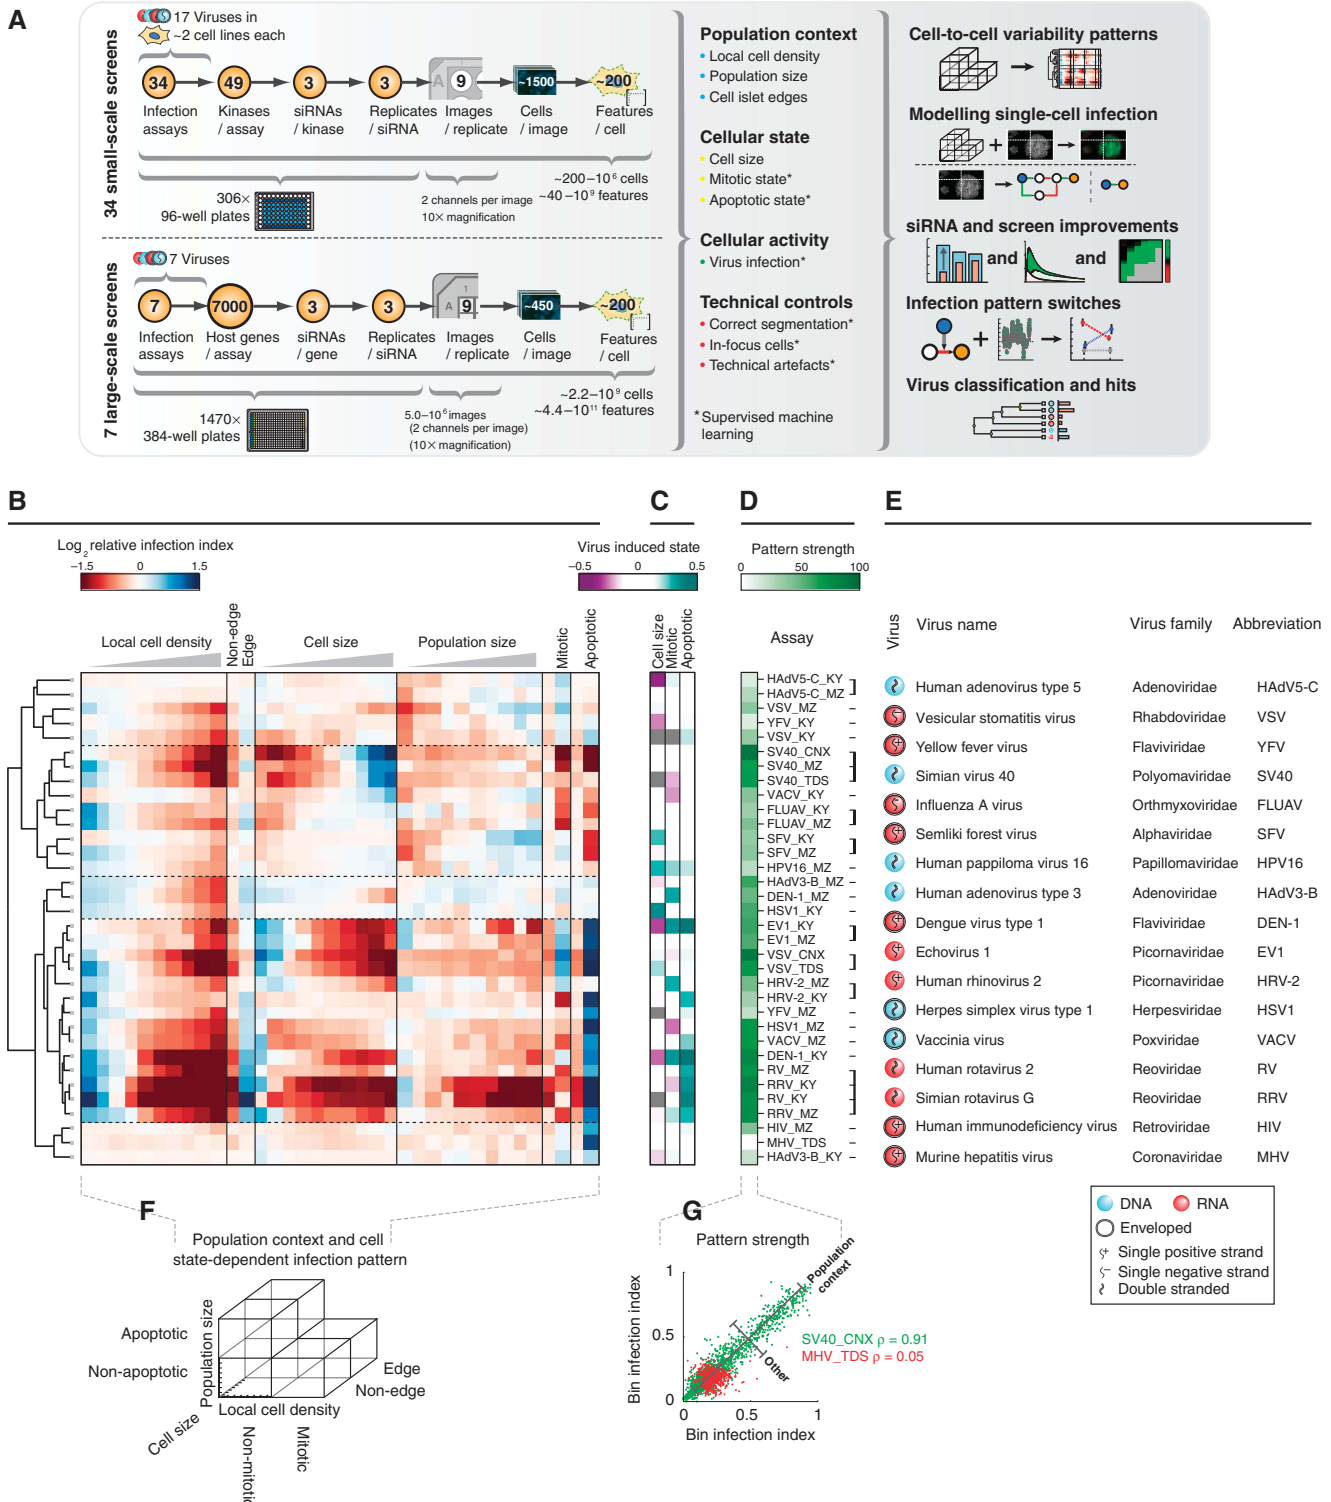 A
34 small-scale screens
17 Viruses in
~2 cell lines each
34
49
3
3
A
9
~1500
~200
Infection assays
Kinases / assay
siRNAs / kinase
Replicates / siRNA
Images / replicate
Cells / image
Features / cell
306×
96-well plates
2 channels per image
10× magnification
~200–10⁶ cells
~40–10⁹ features
7 large-scale screens
7 Viruses
7
7000
3
3
1
A
9
~450
~200
Infection assays
Host genes / assay
siRNAs / gene
Replicates / siRNA
Images / replicate
Cells / image
Features / cell
1470×
384-well plates
5.0–10⁶ images
(2 channels per image)
(10× magnification)
~2.2–10⁹ cells
~4.4–10¹¹ features
Population context
• Local cell density
• Population size
• Cell islet edges
Cellular state
• Cell size
• Mitotic state*
• Apoptotic state*
Cellular activity
• Virus infection*
Technical controls
• Correct segmentation*
• In-focus cells*
• Technical artefacts*
*Supervised machine
learning
Cell-to-cell variability patterns
Modelling single-cell infection
siRNA and screen improvements
and
and
Infection pattern switches
Virus classification and hits
B
Log₂ relative infection index
−1.5 0 1.5
Local cell density
Non-edge
Edge
Cell size
Population size
Mitotic
Apoptotic
C
Virus induced state
−0.5 0 0.5
Cell size
Mitotic
Apoptotic
D
Pattern strength
0 50 100
Assay
HAdV5-C_KY
HAdV5-C_MZ
VSV_MZ
YFV_KY
VSV_KY
SV40_CNX
SV40_MZ
SV40_TDS
VACV_KY
FLUAV_KY
FLUAV_MZ
SFV_KY
SFV_MZ
HPV16_MZ
HAdV3-B_MZ
DEN-1_MZ
HSV1_KY
EV1_KY
EV1_MZ
VSV_CNX
VSV_TDS
HRV-2_MZ
HRV-2_KY
YFV_MZ
HSV1_MZ
VACV_MZ
DEN-1_KY
RV_MZ
RRV_KY
RV_KY
RRV_MZ
HIV_MZ
MHV_TDS
HAdV3-B_KY
E
Virus Virus name Virus family Abbreviation
Human adenovirus type 5 Adenoviridae HAdV5-C
Vesicular stomatitis virus Rhabdoviridae VSV
Yellow fever virus Flaviviridae YFV
Simian virus 40 Polyomaviridae SV40
Influenza A virus Orthmyxoviridae FLUAV
Semliki forest virus Alphaviridae SFV
Human pappiloma virus 16 Papillomaviridae HPV16
Human adenovirus type 3 Adenoviridae HAdV3-B
Dengue virus type 1 Flaviviridae DEN-1
Echovirus 1 Picornaviridae EV1
Human rhinovirus 2 Picornaviridae HRV-2
Herpes simplex virus type 1 Herpesviridae HSV1
Vaccinia virus Poxviridae VACV
Human rotavirus 2 Reoviridae RV
Simian rotavirus G Reoviridae RRV
Human immunodeficiency virus Retroviridae HIV
Murine hepatitis virus Coronaviridae MHV
DNA RNA
Enveloped
Single positive strand
Single negative strand
Double stranded
F
Population context and cell
state-dependent infection pattern
Population size
Apoptotic
Non-apoptotic
Edge
Non-edge
Local cell density
Cell size
Non-mitotic
Mitotic
G
Pattern strength
Bin infection index
1
0.5
0
0 0.5 1
Bin infection index
Population
context
Other
SV40_CNX ρ = 0.91
MHV_TDS ρ = 0.05